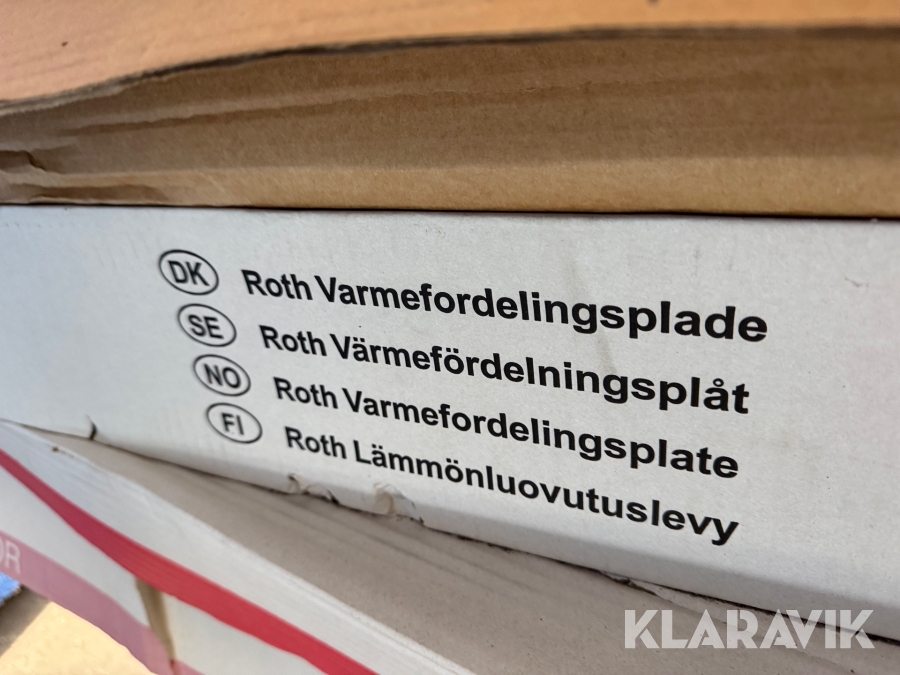 DK Roth Varmefordelingsplade
SE Roth Värmefördelningsplåt
NO Roth Varmefordelingsplate
FI Roth Lämmönluovutuslevy
KLARAVIK